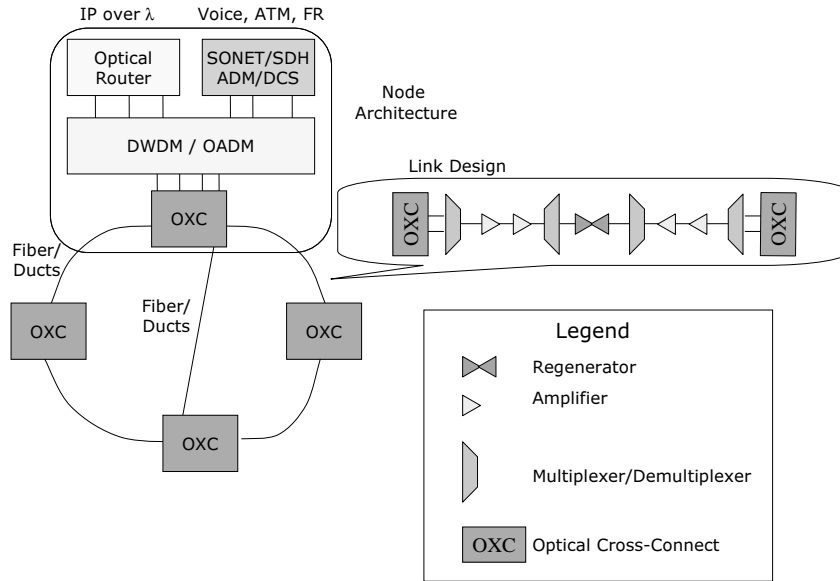 IP over λ
Voice, ATM, FR
Optical
Router
SONET/SDH
ADM/DCS
Node
Architecture
DWDM / OADM
OXC
Link Design
OXC
OXC
Fiber/
Ducts
Fiber/
Ducts
OXC
OXC
OXC
Legend
Regenerator
Amplifier
Multiplexer/Demultiplexer
OXC
Optical Cross-Connect